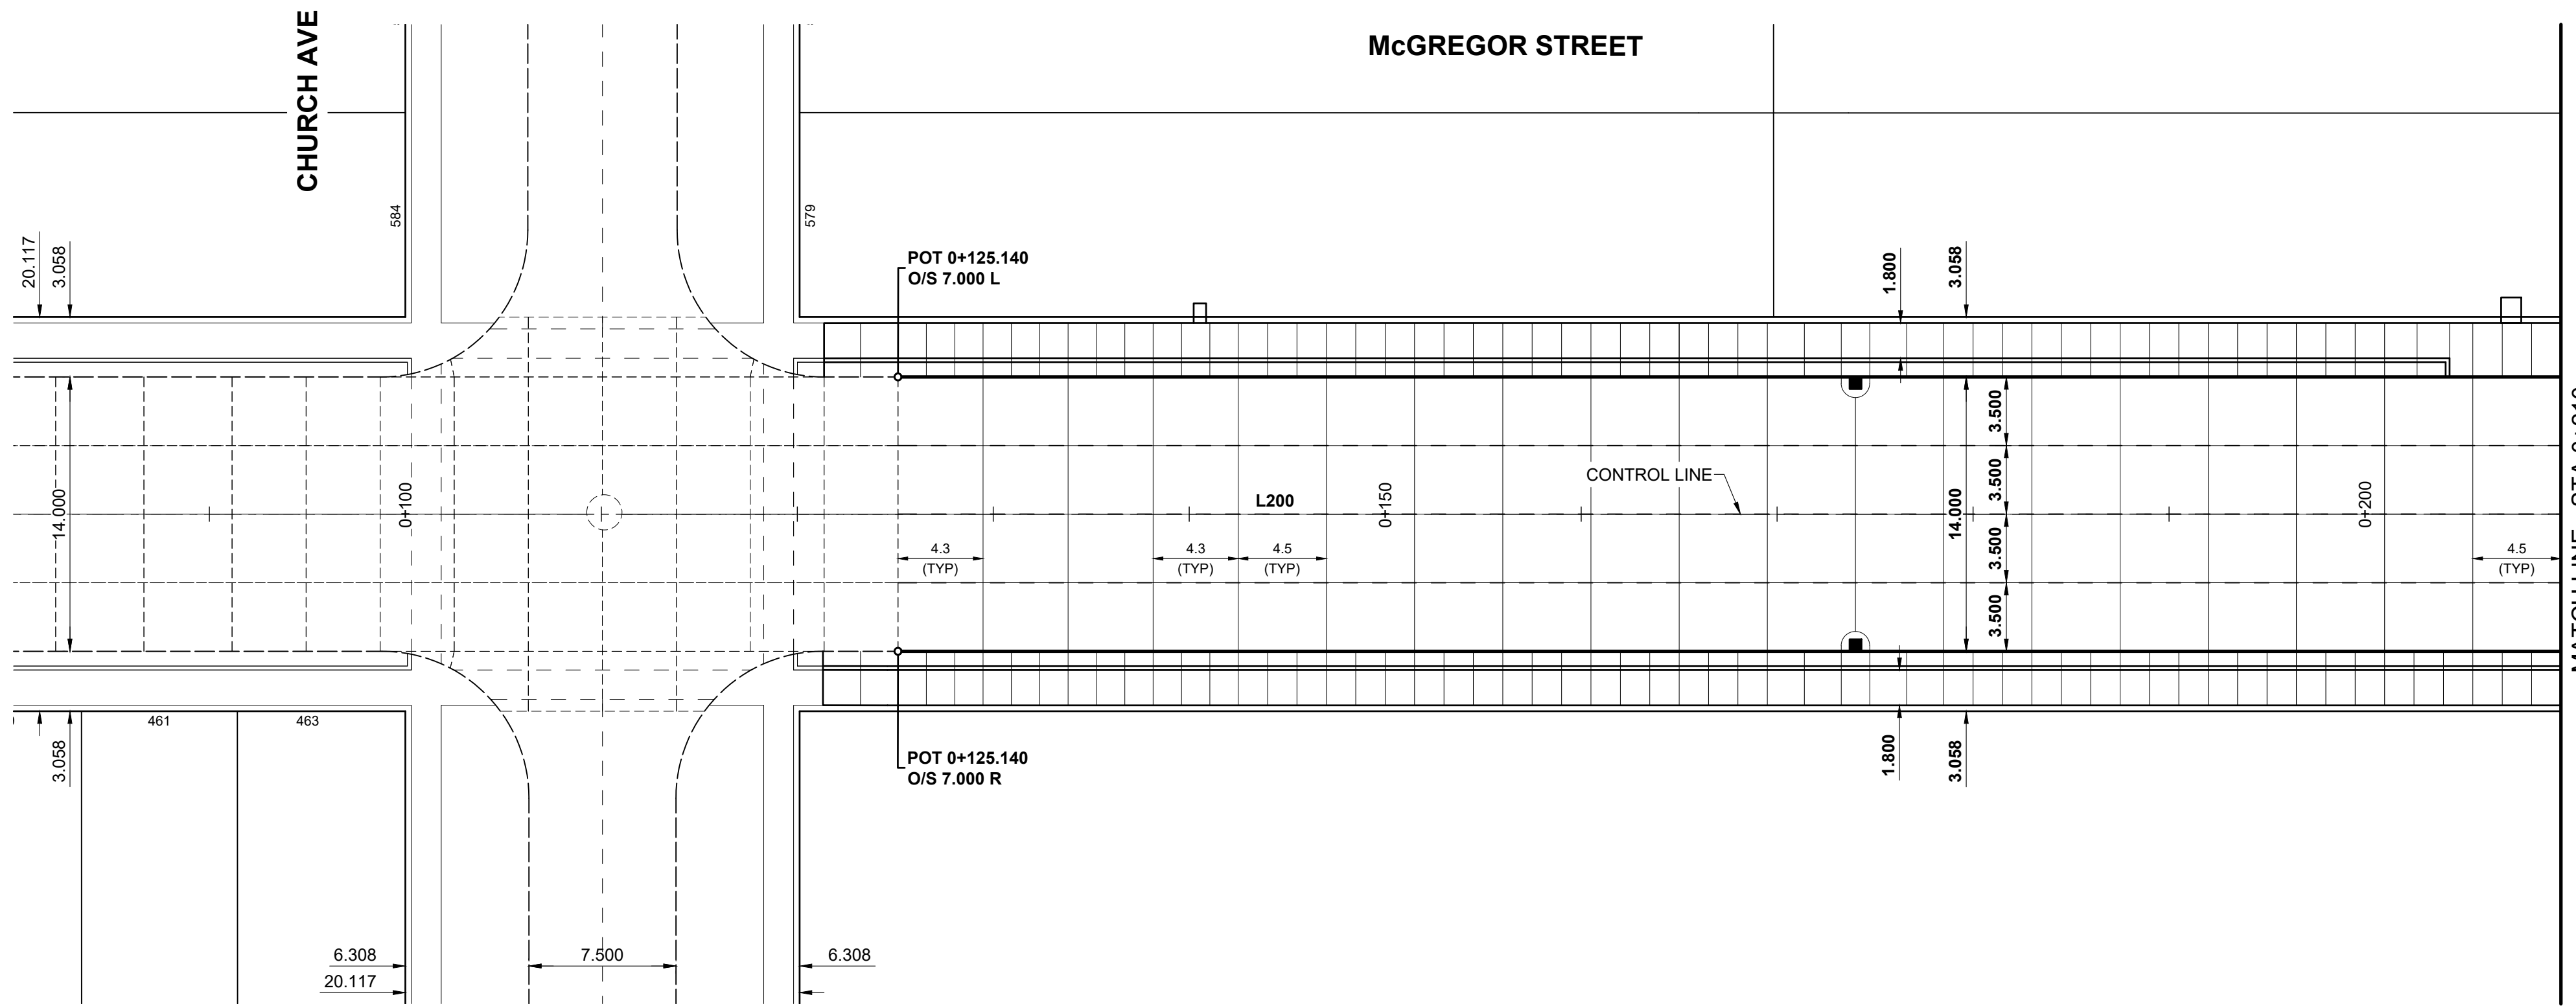 CHURCH AVE
McGREGOR STREET
584
579
20.117
3.058
POT 0+125.140
O/S 7.000 L
1.800
3.058
14.000
0+100
L200
0+150
CONTROL LINE
14.000
3.500
3.500
3.500
3.500
0+200
4.3
(TYP)
4.3
(TYP)
4.5
(TYP)
4.5
(TYP)
461
463
3.058
POT 0+125.140
O/S 7.000 R
1.800
3.058
6.308
7.500
6.308
20.117